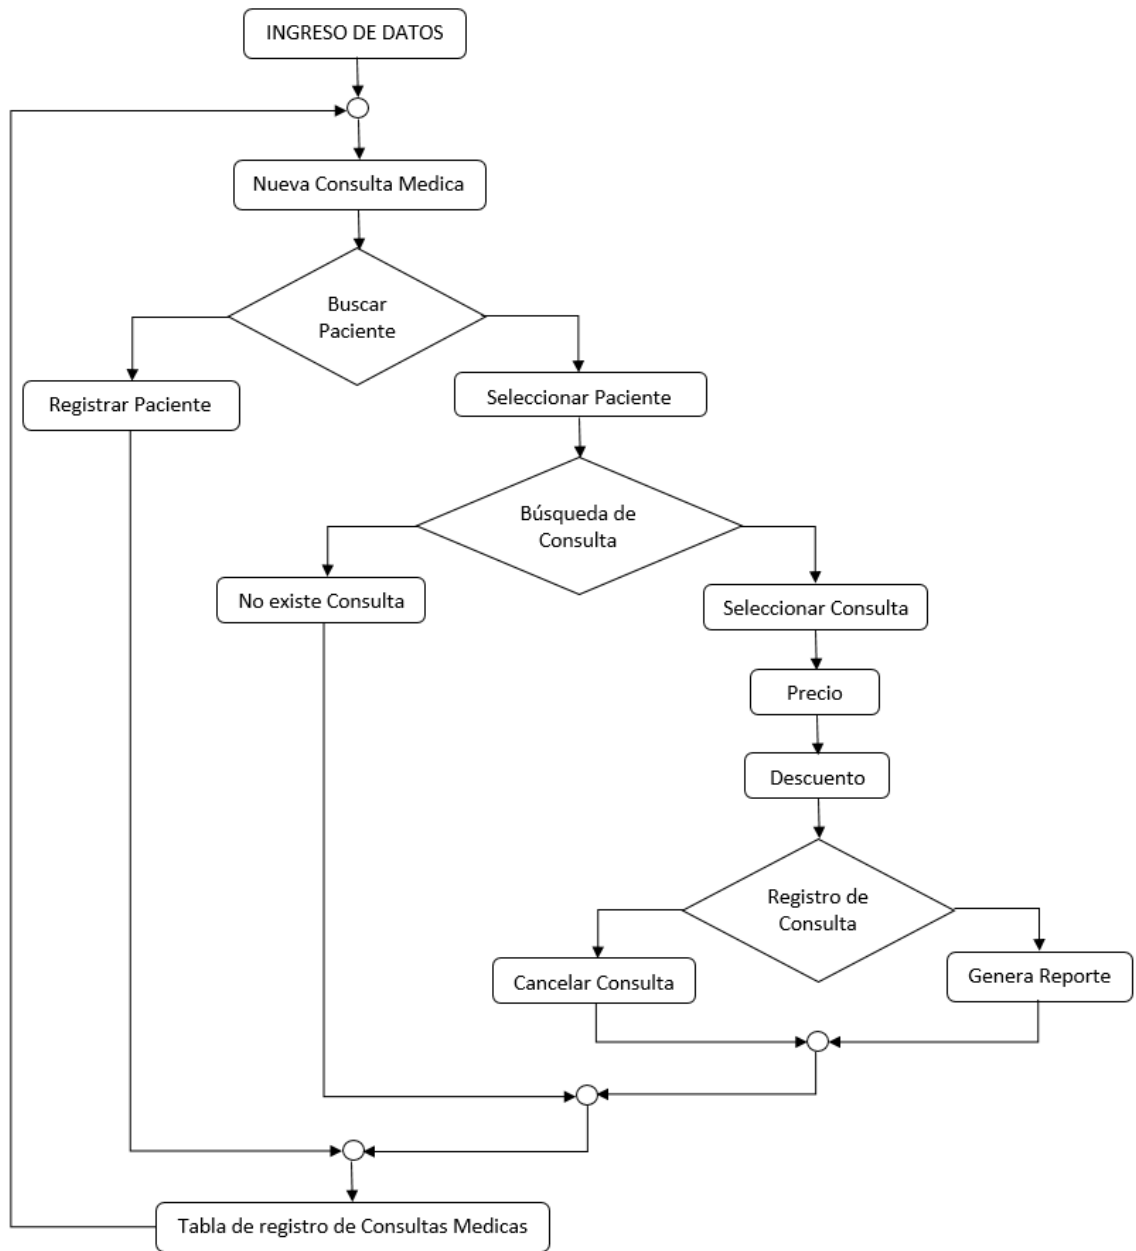 INGRESO DE DATOS
Nueva Consulta Medica
Buscar
Paciente
Registrar Paciente
Seleccionar Paciente
Búsqueda de
Consulta
No existe Consulta
Seleccionar Consulta
Precio
Descuento
Registro de
Consulta
Cancelar Consulta
Genera Reporte
Tabla de registro de Consultas Medicas